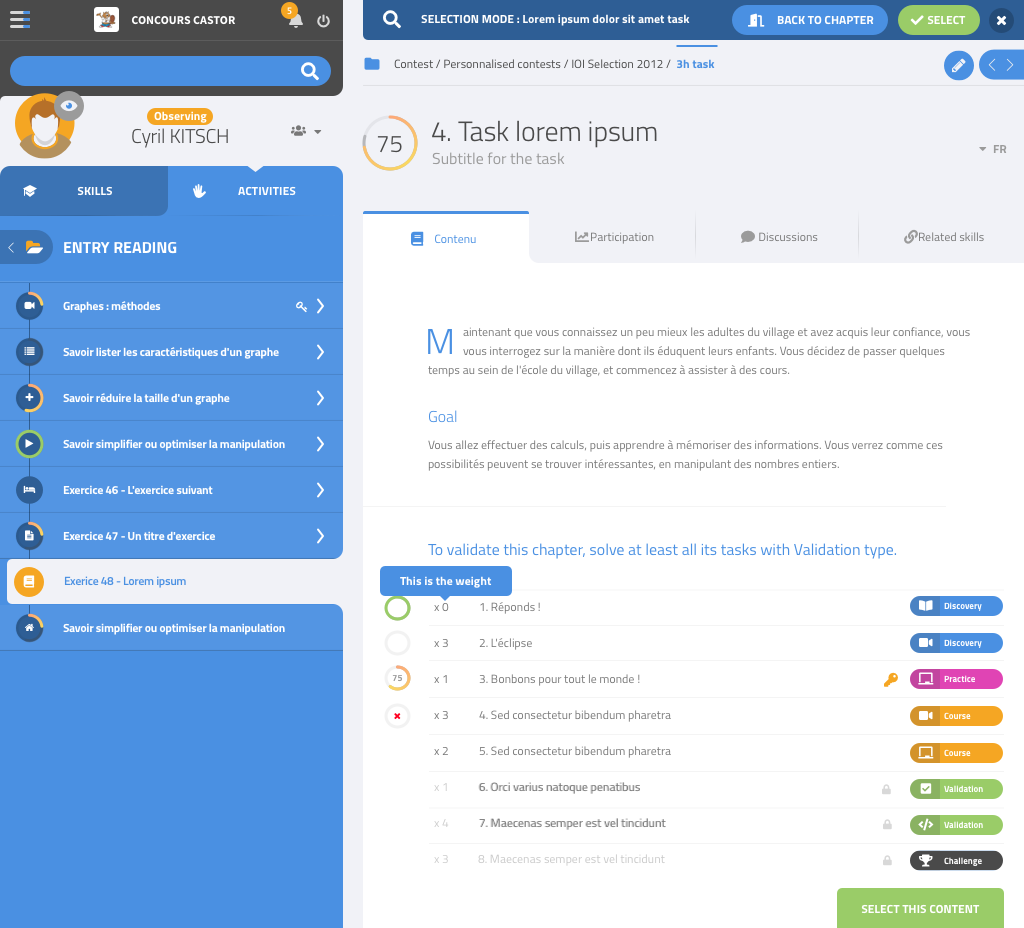 CONCOURS CASTOR
5
SELECTION MODE : Lorem ipsum dolor sit amet task
BACK TO CHAPTER
SELECT
Contest / Personnalised contests / IOI Selection 2012 / 3h task
Observing
Cyril KITSCH
75
4. Task lorem ipsum
Subtitle for the task
FR
SKILLS
ACTIVITIES
ENTRY READING
Graphes : méthodes
Savoir lister les caractéristiques d'un graphe
Savoir réduire la taille d'un graphe
Savoir simplifier ou optimiser la manipulation
Exercice 46 - L'exercice suivant
Exercice 47 - Un titre d'exercice
Exerice 48 - Lorem ipsum
Savoir simplifier ou optimiser la manipulation
Contenu
Participation
Discussions
Related skills
Maintenant que vous connaissez un peu mieux les adultes du village et avez acquis leur confiance, vous
vous interrogez sur la manière dont ils éduquent leurs enfants. Vous décidez de passer quelques
temps au sein de l'école du village, et commencez à assister à des cours.
Goal
Vous allez effectuer des calculs, puis apprendre à mémoriser des informations. Vous verrez comme ces
possibilités peuvent se trouver intéressantes, en manipulant des nombres entiers.
To validate this chapter, solve at least all its tasks with Validation type.
This is the weight
x 0 1. Réponds ! Discovery
x 3 2. L'éclipse Discovery
75 x 1 3. Bonbons pour tout le monde ! Practice
x 3 4. Sed consectetur bibendum pharetra Course
x 2 5. Sed consectetur bibendum pharetra Course
x 1 6. Orci varius natoque penatibus Validation
x 4 7. Maecenas semper est vel tincidunt Validation
x 3 8. Maecenas semper est vel tincidunt Challenge
SELECT THIS CONTENT